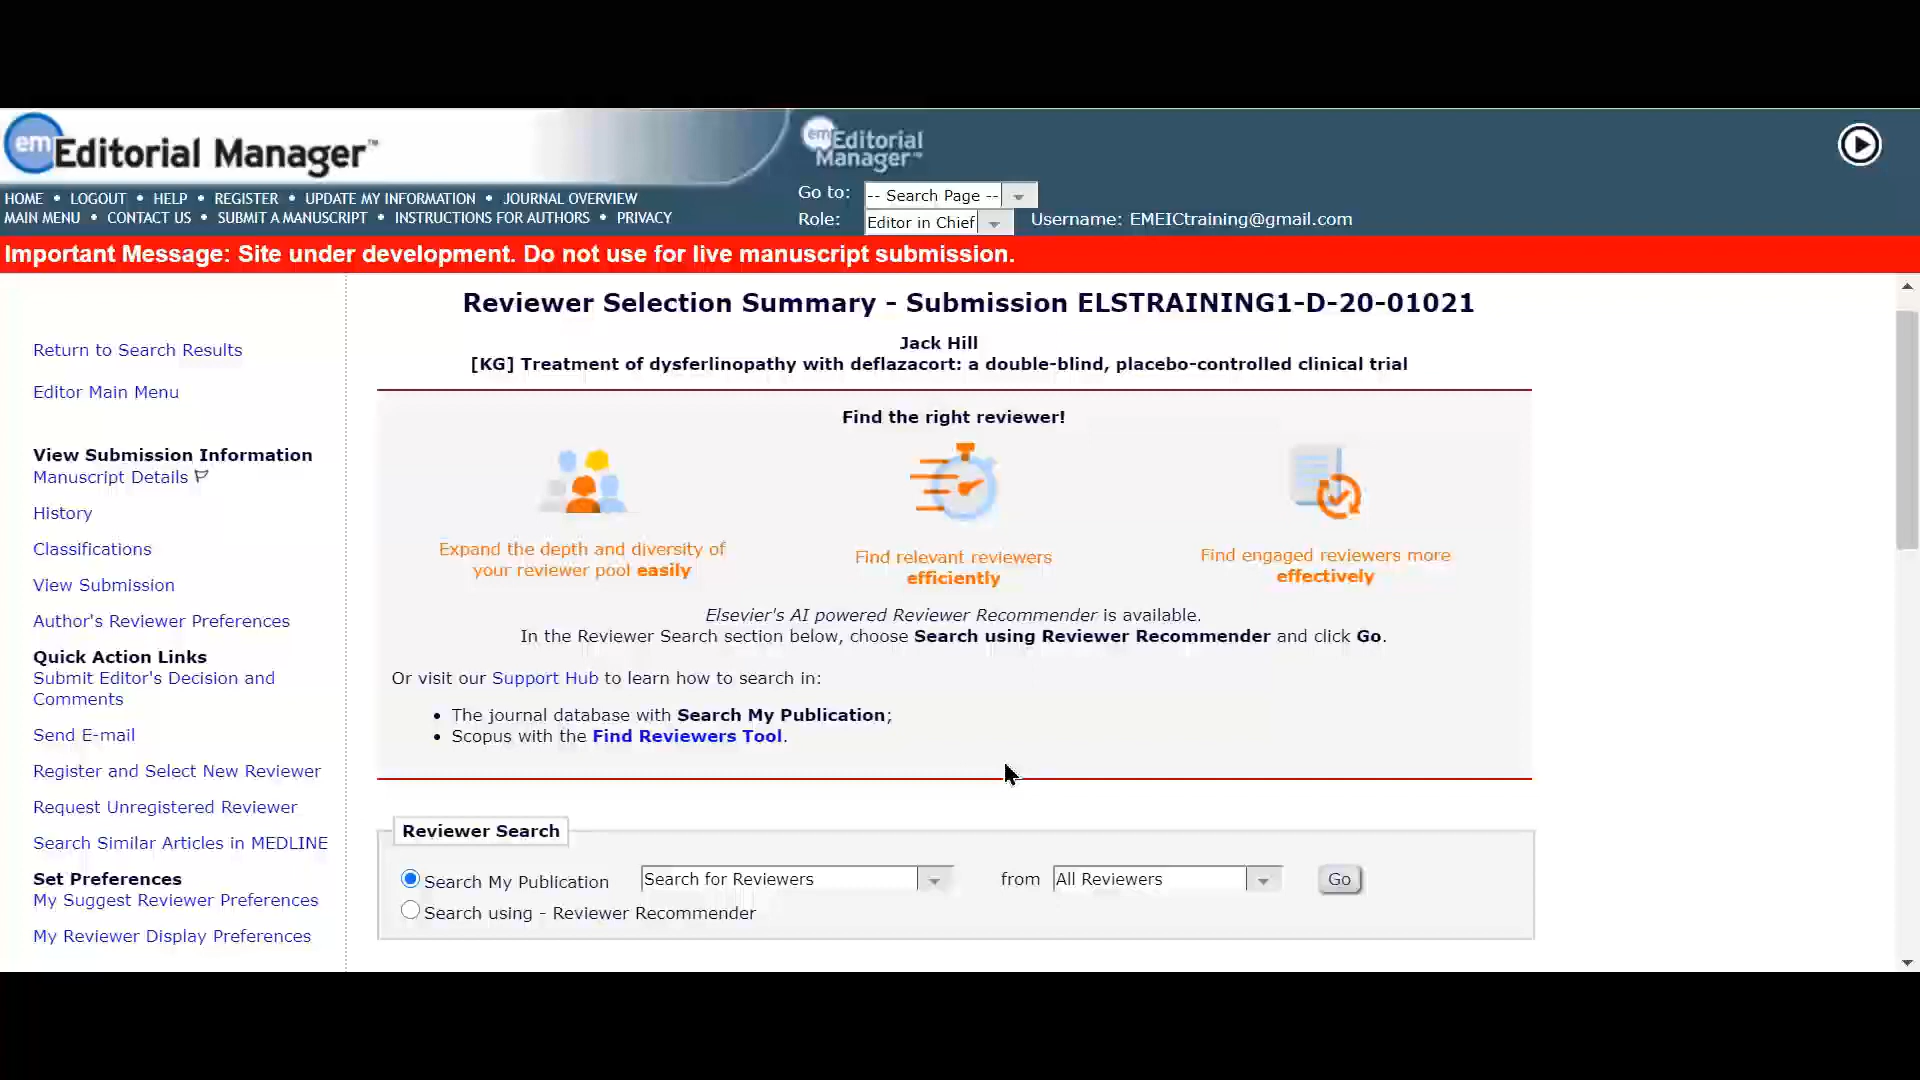 em Editorial Manager™
em Editorial Manager™
HOME • LOGOUT • HELP • REGISTER • UPDATE MY INFORMATION • JOURNAL OVERVIEW
MAIN MENU • CONTACT US • SUBMIT A MANUSCRIPT • INSTRUCTIONS FOR AUTHORS • PRIVACY
Go to: -- Search Page --
Role: Editor in Chief Username: EMEICtraining@gmail.com
Important Message: Site under development. Do not use for live manuscript submission.
Return to Search Results
Editor Main Menu
View Submission Information
Manuscript Details
History
Classifications
View Submission
Author's Reviewer Preferences
Quick Action Links
Submit Editor's Decision and
Comments
Send E-mail
Register and Select New Reviewer
Request Unregistered Reviewer
Search Similar Articles in MEDLINE
Set Preferences
My Suggest Reviewer Preferences
My Reviewer Display Preferences
Reviewer Selection Summary - Submission ELSTRAINING1-D-20-01021
Jack Hill
[KG] Treatment of dysferlinopathy with deflazacort: a double-blind, placebo-controlled clinical trial
Find the right reviewer!
Expand the depth and diversity of
your reviewer pool easily
Find relevant reviewers
efficiently
Find engaged reviewers more
effectively
Elsevier's AI powered Reviewer Recommender is available.
In the Reviewer Search section below, choose Search using Reviewer Recommender and click Go.
Or visit our Support Hub to learn how to search in:
• The journal database with Search My Publication;
• Scopus with the Find Reviewers Tool.
Reviewer Search
Search My Publication Search for Reviewers from All Reviewers Go
Search using - Reviewer Recommender